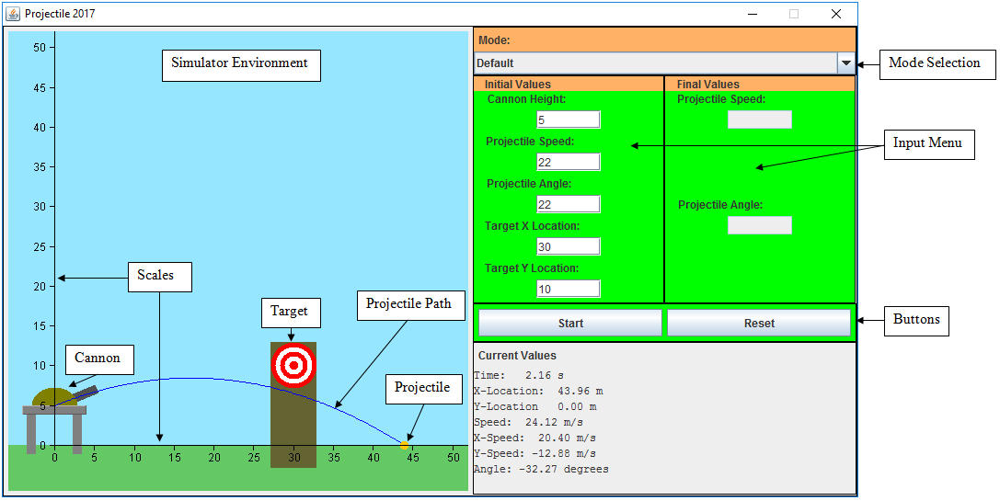 Projectile 2017
Simulator Environment
50
45
40
35
30
25
20
15
10
5
0
0 5 10 15 20 25 30 35 40 45 50
Scales
Target
Projectile Path
Cannon
Projectile
Mode:
Default
Mode Selection
Initial Values
Cannon Height:
5
Projectile Speed:
22
Projectile Angle:
22
Target X Location:
30
Target Y Location:
10
Final Values
Projectile Speed:
Projectile Angle:
Input Menu
Start Reset
Buttons
Current Values
Time: 2.16 s
X-Location: 43.96 m
Y-Location 0.00 m
Speed: 24.12 m/s
X-Speed: 20.40 m/s
Y-Speed: -12.88 m/s
Angle: -32.27 degrees